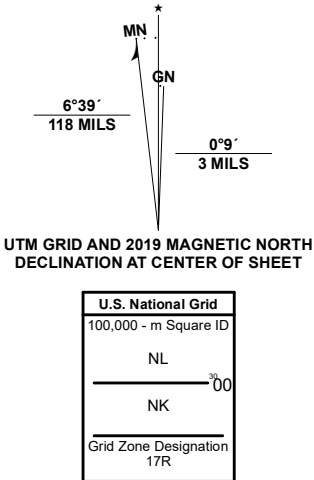 ★
MN
GN
6°39´
118 MILS
0°9´
3 MILS
UTM GRID AND 2019 MAGNETIC NORTH
DECLINATION AT CENTER OF SHEET
U.S. National Grid
100,000 - m Square ID
NL
3000
NK
Grid Zone Designation
17R